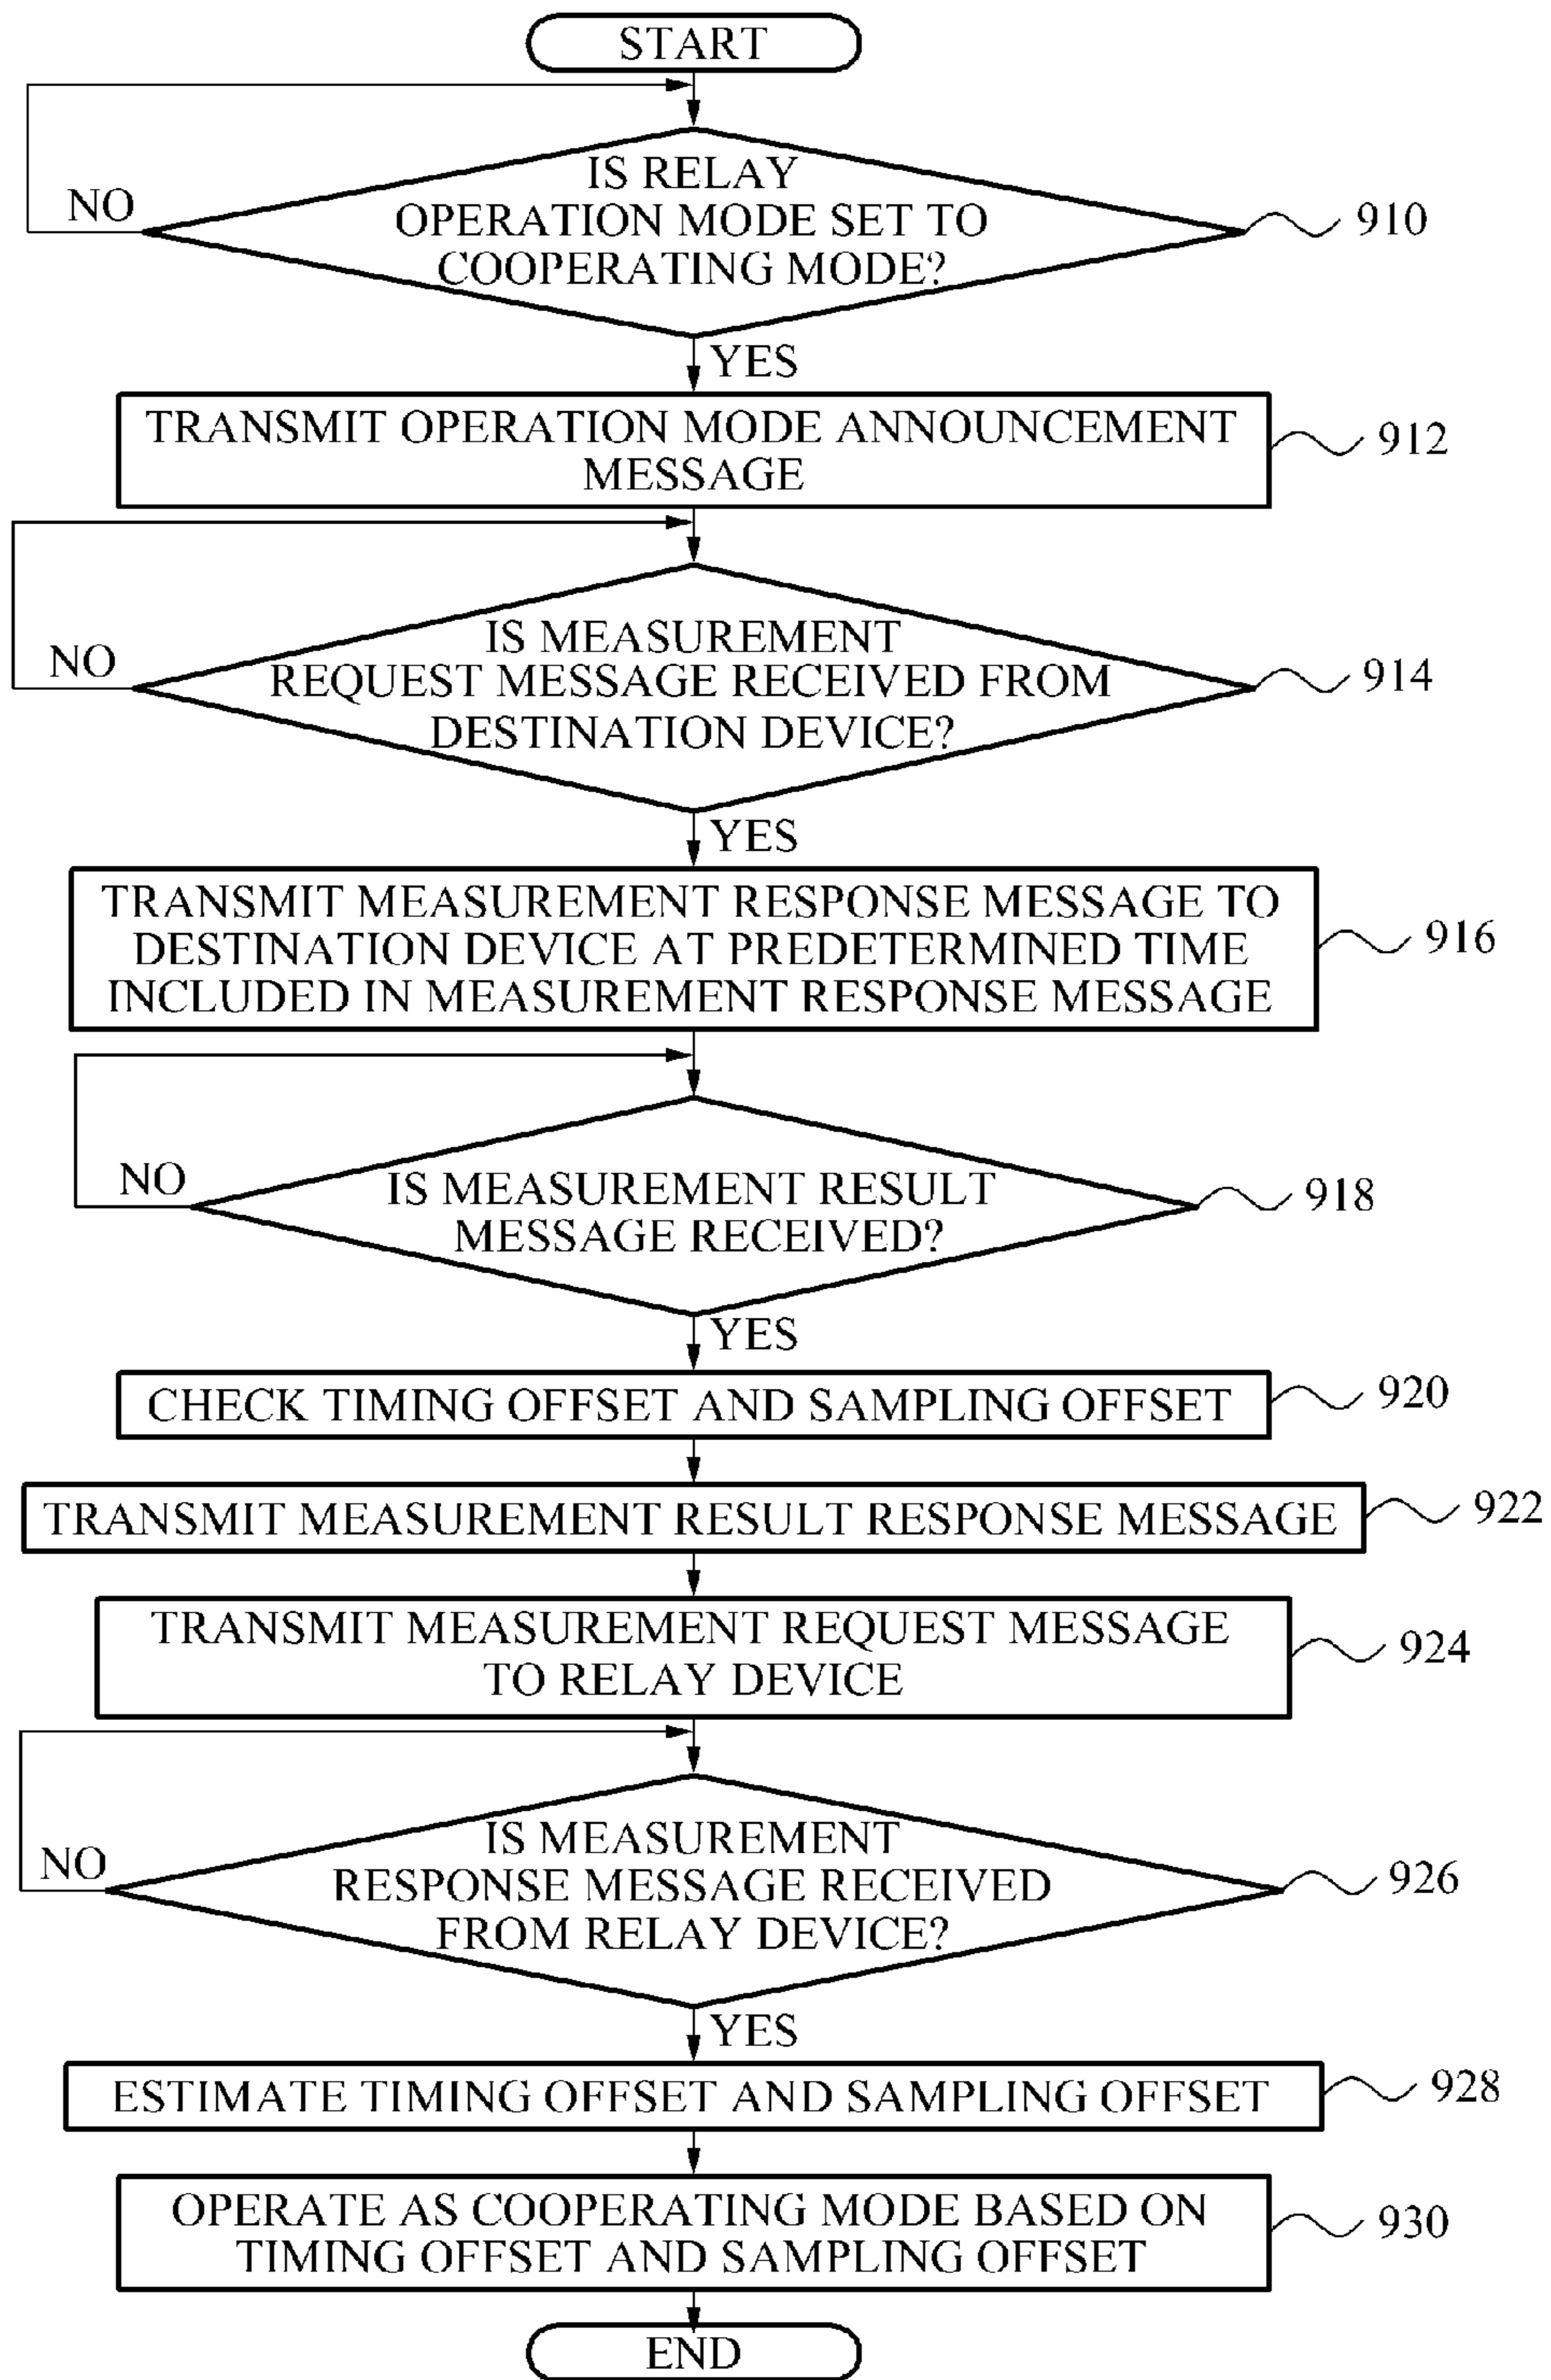 START
IS RELAY
OPERATION MODE SET TO
COOPERATING MODE?
NO
910
YES
TRANSMIT OPERATION MODE ANNOUNCEMENT
MESSAGE
912
IS MEASUREMENT
REQUEST MESSAGE RECEIVED FROM
DESTINATION DEVICE?
NO
914
YES
TRANSMIT MEASUREMENT RESPONSE MESSAGE TO
DESTINATION DEVICE AT PREDETERMINED TIME
INCLUDED IN MEASUREMENT RESPONSE MESSAGE
916
IS MEASUREMENT RESULT
MESSAGE RECEIVED?
NO
918
YES
CHECK TIMING OFFSET AND SAMPLING OFFSET
920
TRANSMIT MEASUREMENT RESULT RESPONSE MESSAGE
922
TRANSMIT MEASUREMENT REQUEST MESSAGE
TO RELAY DEVICE
924
IS MEASUREMENT
RESPONSE MESSAGE RECEIVED
FROM RELAY DEVICE?
NO
926
YES
ESTIMATE TIMING OFFSET AND SAMPLING OFFSET
928
OPERATE AS COOPERATING MODE BASED ON
TIMING OFFSET AND SAMPLING OFFSET
930
END